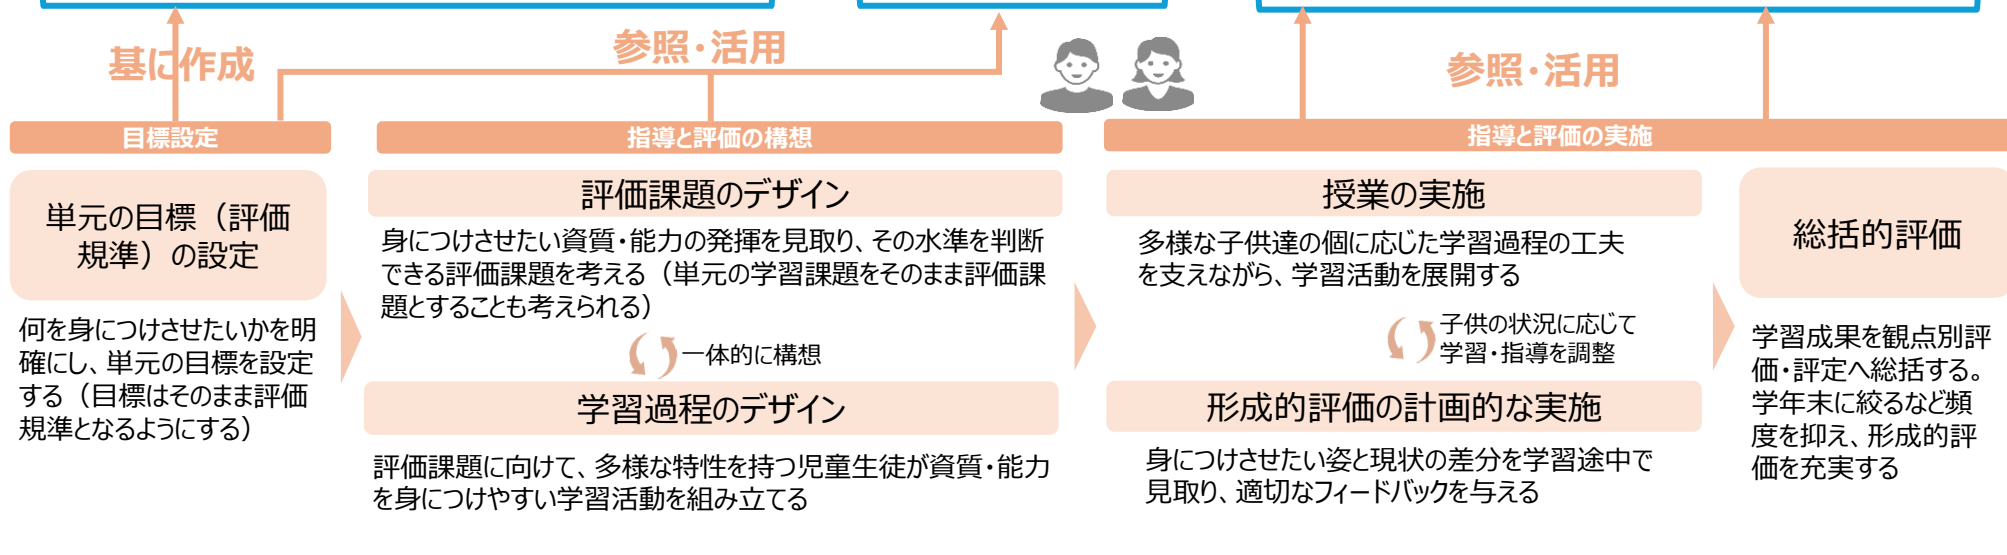 基に作成
参照・活用
参照・活用
目標設定
単元の目標（評価
規準）の設定
何を身につけさせたいかを明
確にし、単元の目標を設定
する（目標はそのまま評価
規準となるようにする）
指導と評価の構想
評価課題のデザイン
身につけさせたい資質・能力の発揮を見取り、その水準を判断
できる評価課題を考える（単元の学習課題をそのまま評価課
題とすることも考えられる）
一体的に構想
学習過程のデザイン
評価課題に向けて、多様な特性を持つ児童生徒が資質・能力
を身につけやすい学習活動を組み立てる
指導と評価の実施
授業の実施
多様な子供達の個に応じた学習過程の工夫
を支えながら、学習活動を展開する
子供の状況に応じて
学習・指導を調整
形成的評価の計画的な実施
身につけさせたい姿と現状の差分を学習途中で
見取り、適切なフィードバックを与える
総括的評価
学習成果を観点別評
価・評定へ総括する。
学年末に絞るなど頻
度を抑え、形成的評
価を充実する